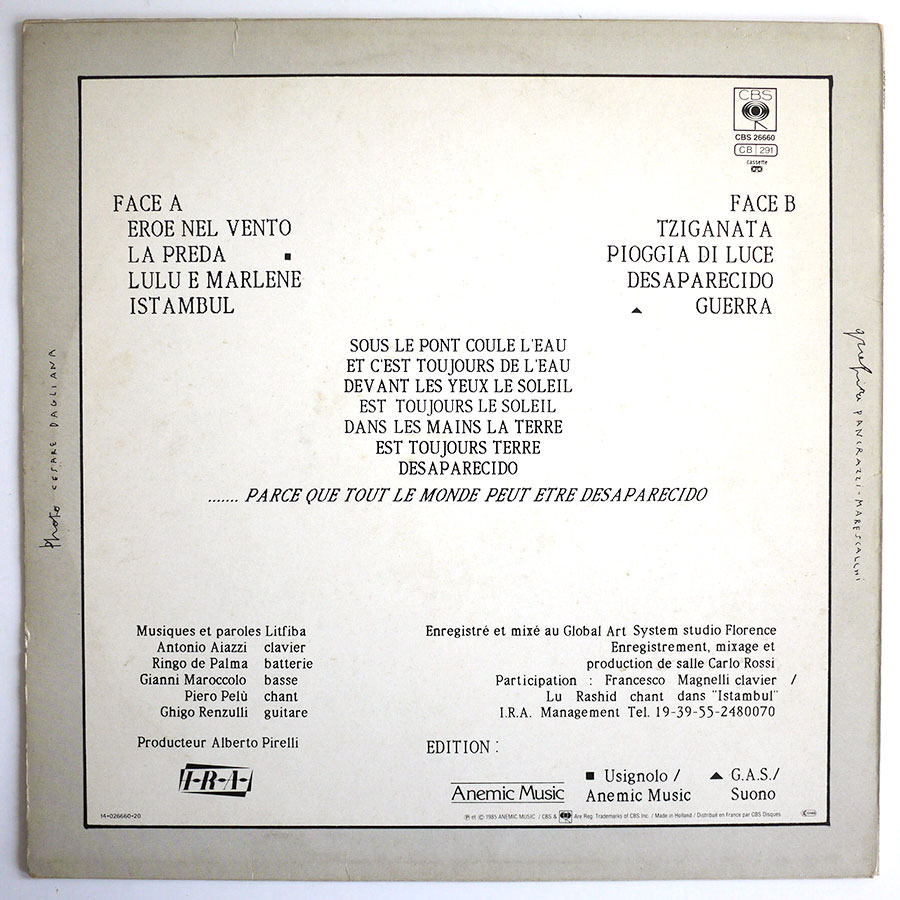 CBS
CBS 26660
CB 291
cassette
FACE A
EROE NEL VENTO
LA PREDA ■
LULU E MARLENE
ISTAMBUL
FACE B
TZIGANATA
PIOGGIA DI LUCE
DESAPARECIDO
▲ GUERRA
SOUS LE PONT COULE L'EAU
ET C'EST TOUJOURS DE L'EAU
DEVANT LES YEUX LE SOLEIL
EST TOUJOURS LE SOLEIL
DANS LES MAINS LA TERRE
EST TOUJOURS TERRE
DESAPARECIDO
....... PARCE QUE TOUT LE MONDE PEUT ETRE DESAPARECIDO
photo CESARE DAGLIANA
PANCRAZZI-MARESCALCHI
Musiques et paroles Litfiba
Antonio Aiazzi clavier
Ringo de Palma batterie
Gianni Maroccolo basse
Piero Pelù chant
Ghigo Renzulli guitare
Producteur Alberto Pirelli
I·R·A·
Enregistré et mixé au Global Art System studio Florence
Enregistrement, mixage et
production de salle Carlo Rossi
Participation : Francesco Magnelli clavier /
Lu Rashid chant dans "Istambul"
I.R.A. Management Tel. 19-39-55-2480070
EDITION :
Anemic Music
■ Usignolo /
Anemic Music
▲ G.A.S./
Suono
14-026660-20
℗ et © 1985 ANEMIC MUSIC / CBS & Are Reg. Trademarks of CBS Inc. / Made in Holland / Distribué en France par CBS Disques